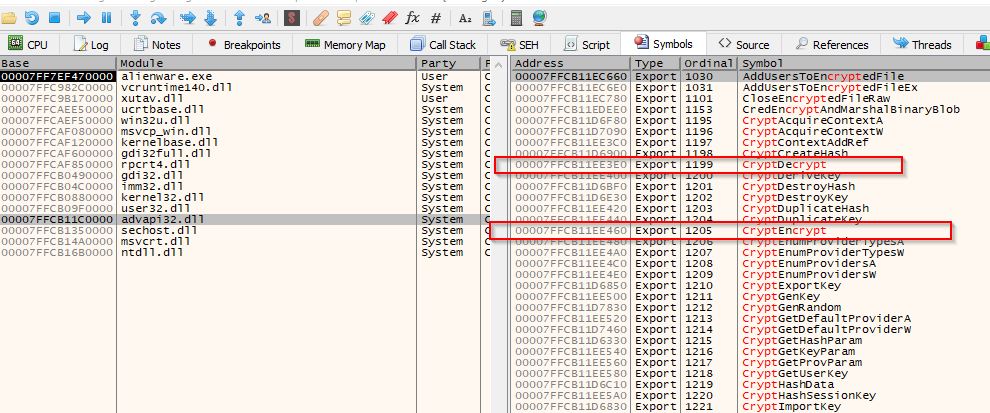 fx # A₂
64 CPU Log Notes Breakpoints Memory Map Call Stack SEH Script Symbols Source References Threads
Base Module Party P Address Type Ordinal Symbol
00007FF7EF470000 alienware.exe User C 00007FFCB11EC660 Export 1030 AddUsersToEncryptedFile
00007FFC982C0000 vcruntime140.dll System C 00007FFCB11EC6E0 Export 1031 AddUsersToEncryptedFileEx
00007FFC9B170000 xutav.dll User C 00007FFCB11EC780 Export 1101 CloseEncryptedFileRaw
00007FFCAEE50000 ucrtbase.dll System C 00007FFCB11EDEE0 Export 1153 CredEncryptAndMarshalBinaryBlob
00007FFCAEF50000 win32u.dll System C 00007FFCB11D6F80 Export 1195 CryptAcquireContextA
00007FFCAF080000 msvcp_win.dll System C 00007FFCB11D7090 Export 1196 CryptAcquireContextW
00007FFCAF120000 kernelbase.dll System C 00007FFCB11EE3C0 Export 1197 CryptContextAddRef
00007FFCAF600000 gdi32full.dll System C 00007FFCB11D6900 Export 1198 CryptCreateHash
00007FFCAF850000 rpcrt4.dll System C 00007FFCB11EE3E0 Export 1199 CryptDecrypt
00007FFCB0490000 gdi32.dll System C 00007FFCB11EE400 Export 1200 CryptDeriveKey
00007FFCB04C0000 imm32.dll System C 00007FFCB11D6BF0 Export 1201 CryptDestroyHash
00007FFCB0880000 kernel32.dll System C 00007FFCB11D6E30 Export 1202 CryptDestroyKey
00007FFCB09F0000 user32.dll System C 00007FFCB11EE420 Export 1203 CryptDuplicateHash
00007FFCB11C0000 advapi32.dll System C 00007FFCB11EE440 Export 1204 CryptDuplicateKey
00007FFCB1350000 sechost.dll System C 00007FFCB11EE460 Export 1205 CryptEncrypt
00007FFCB14A0000 msvcrt.dll System C 00007FFCB11EE480 Export 1206 CryptEnumProviderTypesA
00007FFCB16B0000 ntdll.dll System C 00007FFCB11EE4A0 Export 1207 CryptEnumProviderTypesW
00007FFCB11EE4C0 Export 1208 CryptEnumProvidersA
00007FFCB11EE4E0 Export 1209 CryptEnumProvidersW
00007FFCB11D6850 Export 1210 CryptExportKey
00007FFCB11EE500 Export 1211 CryptGenKey
00007FFCB11D7830 Export 1212 CryptGenRandom
00007FFCB11EE520 Export 1213 CryptGetDefaultProviderA
00007FFCB11D7460 Export 1214 CryptGetDefaultProviderW
00007FFCB11D6330 Export 1215 CryptGetHashParam
00007FFCB11EE540 Export 1216 CryptGetKeyParam
00007FFCB11EE560 Export 1217 CryptGetProvParam
00007FFCB11EE580 Export 1218 CryptGetUserKey
00007FFCB11D6C10 Export 1219 CryptHashData
00007FFCB11EE5A0 Export 1220 CryptHashSessionKey
00007FFCB11D6830 Export 1221 CryptImportKey